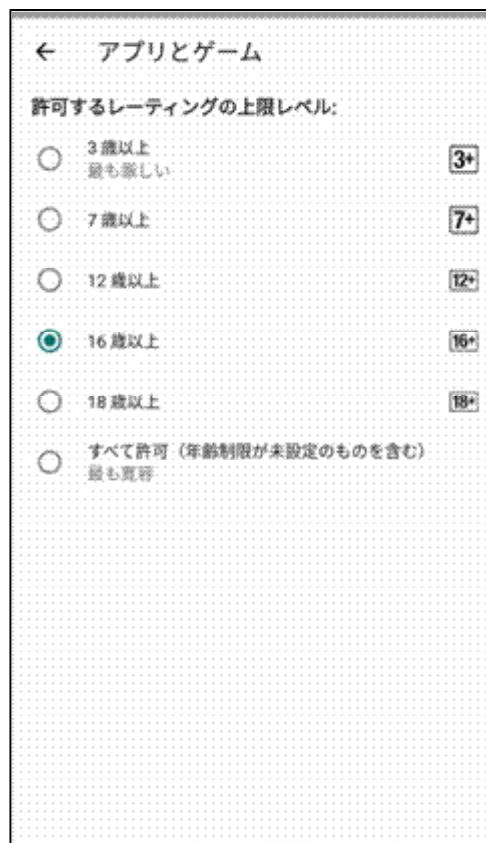 アプリとゲーム
許可するレーティングの上限レベル:
3 歳以上
最も厳しい
3+
7 歳以上
7+
12 歳以上
12+
16 歳以上
16+
18 歳以上
18+
すべて許可（年齢制限が未設定のものを含む）
最も寛容